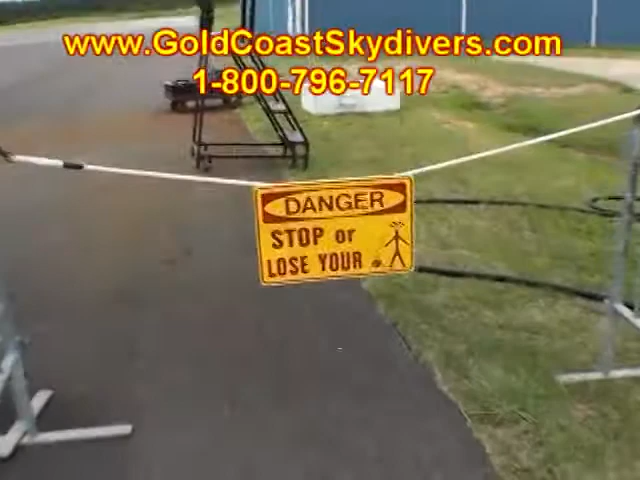 www.GoldCoastSkydivers.com
1-800-796-7117
DANGER
STOP or
LOSE YOUR